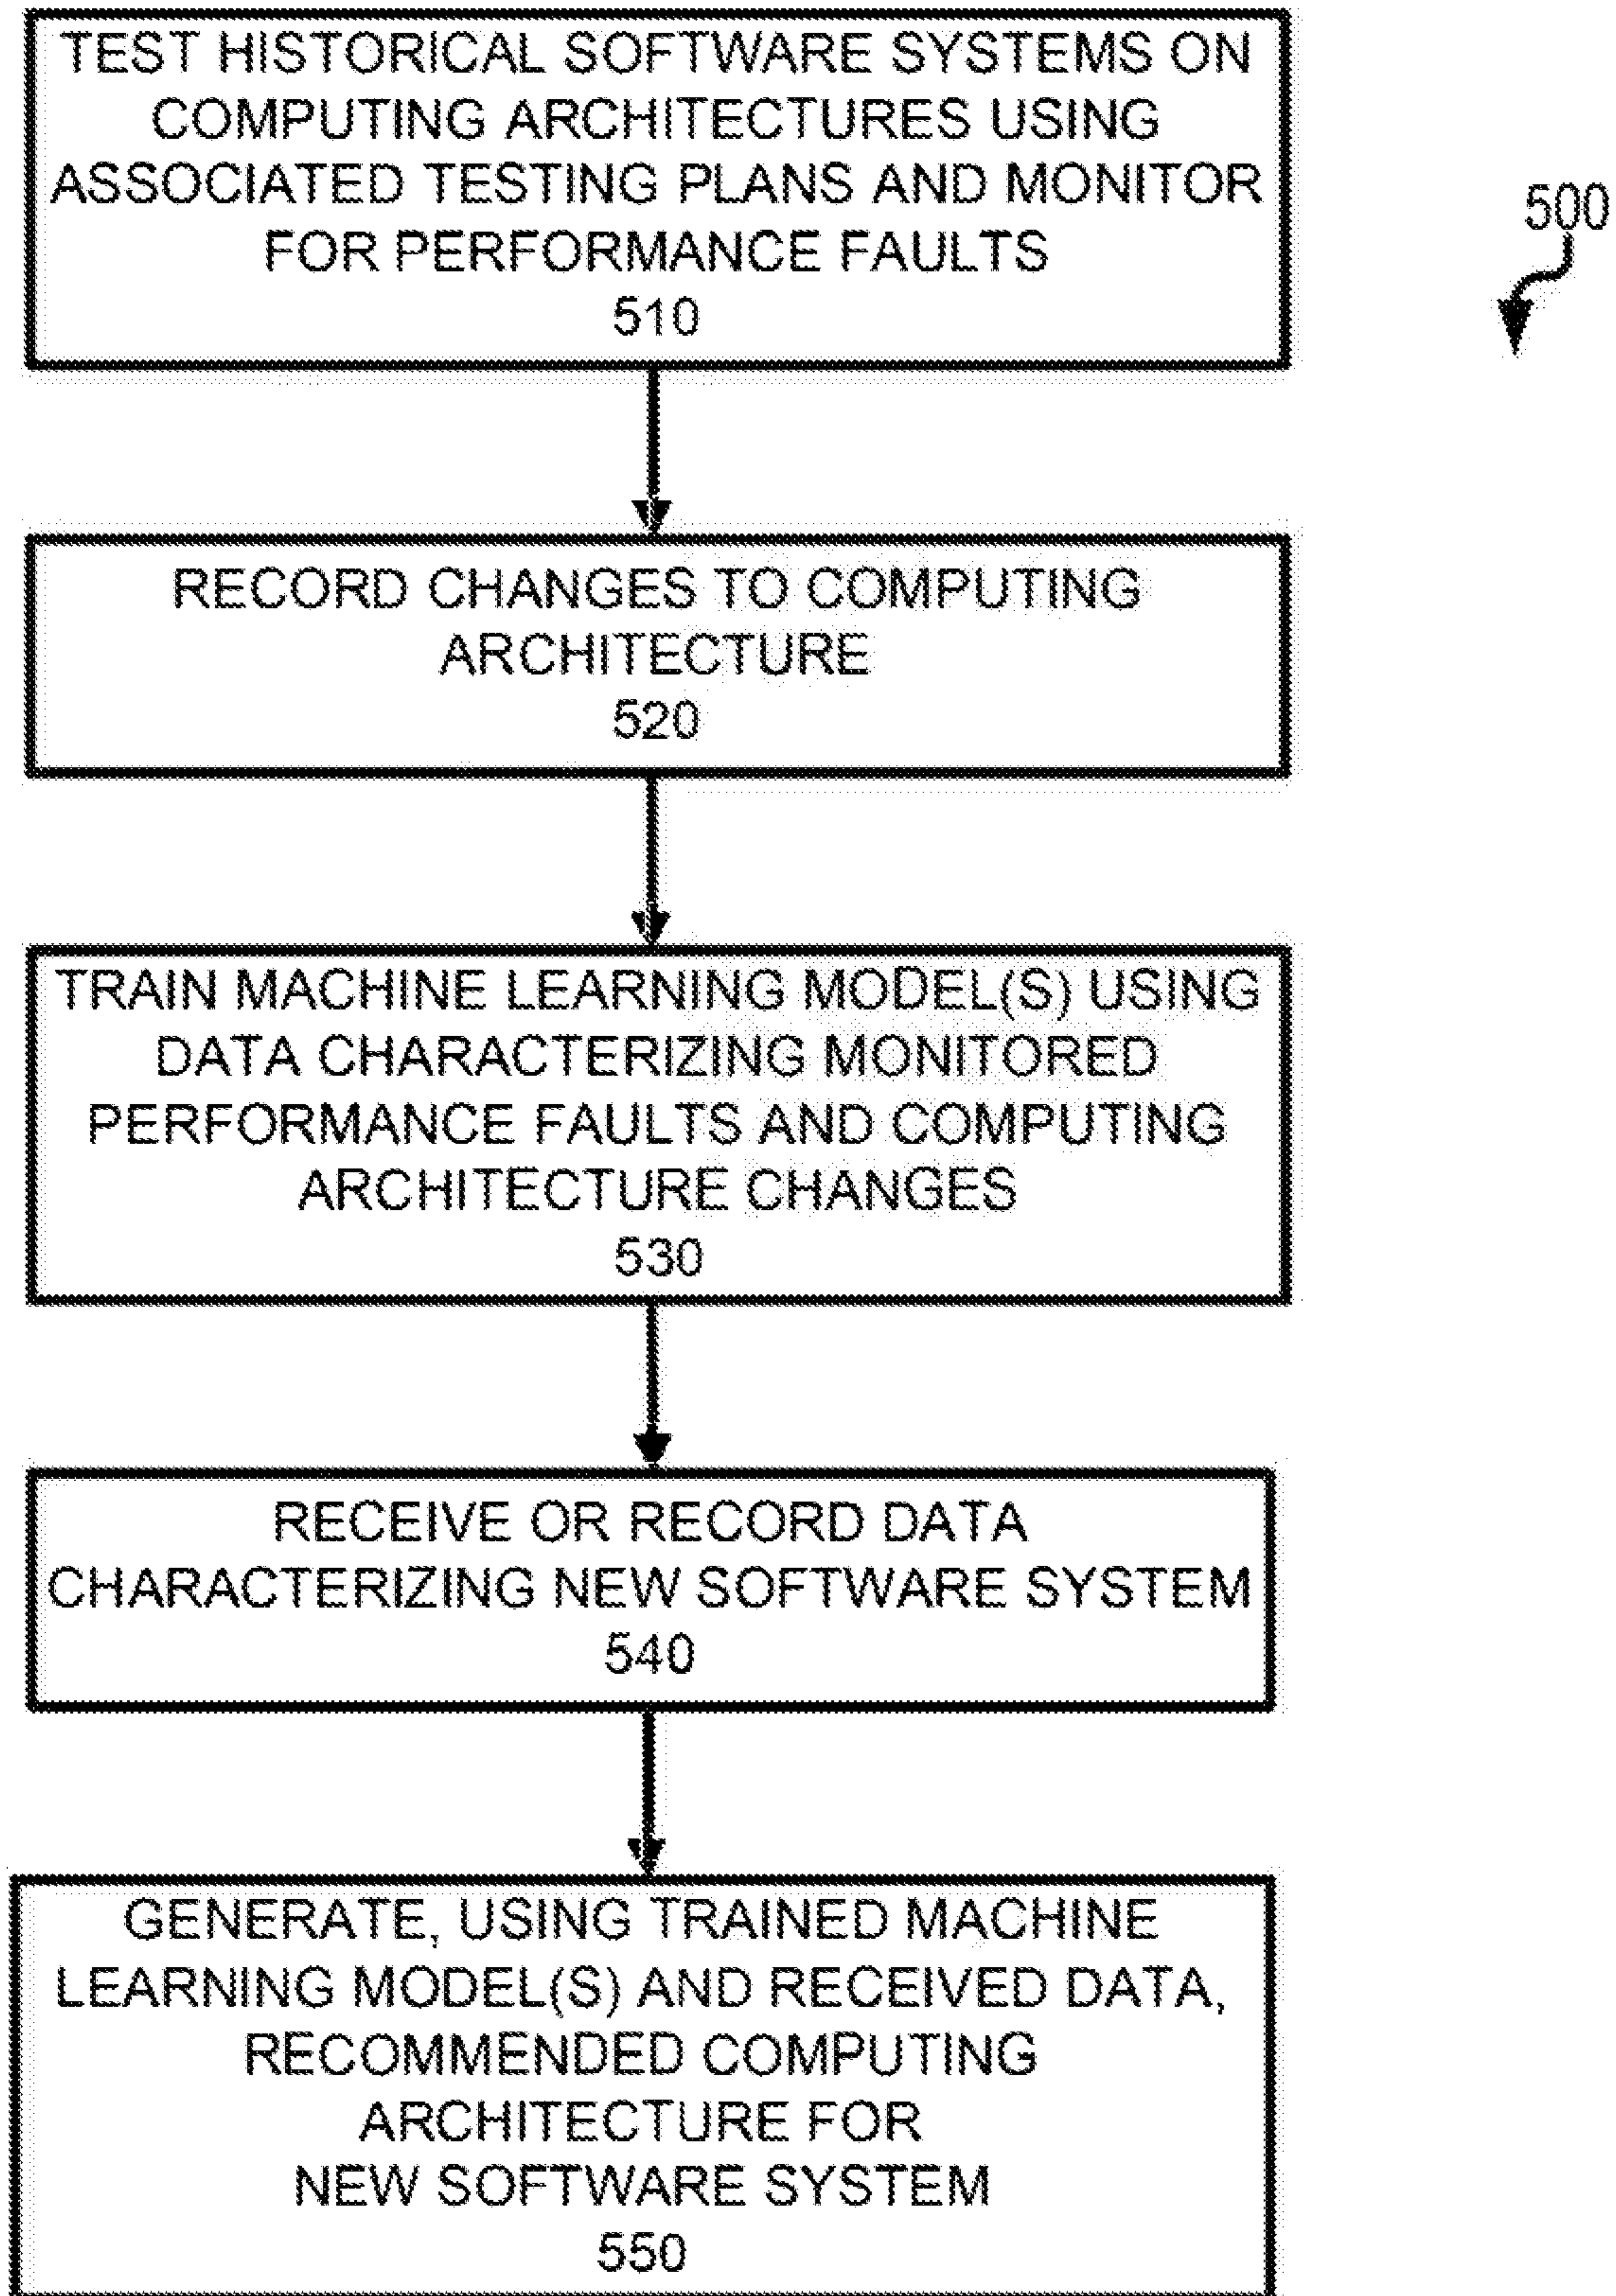 TEST HISTORICAL SOFTWARE SYSTEMS ON
COMPUTING ARCHITECTURES USING
ASSOCIATED TESTING PLANS AND MONITOR
FOR PERFORMANCE FAULTS
510
500
RECORD CHANGES TO COMPUTING
ARCHITECTURE
520
TRAIN MACHINE LEARNING MODEL(S) USING
DATA CHARACTERIZING MONITORED
PERFORMANCE FAULTS AND COMPUTING
ARCHITECTURE CHANGES
530
RECEIVE OR RECORD DATA
CHARACTERIZING NEW SOFTWARE SYSTEM
540
GENERATE, USING TRAINED MACHINE
LEARNING MODEL(S) AND RECEIVED DATA,
RECOMMENDED COMPUTING
ARCHITECTURE FOR
NEW SOFTWARE SYSTEM
550